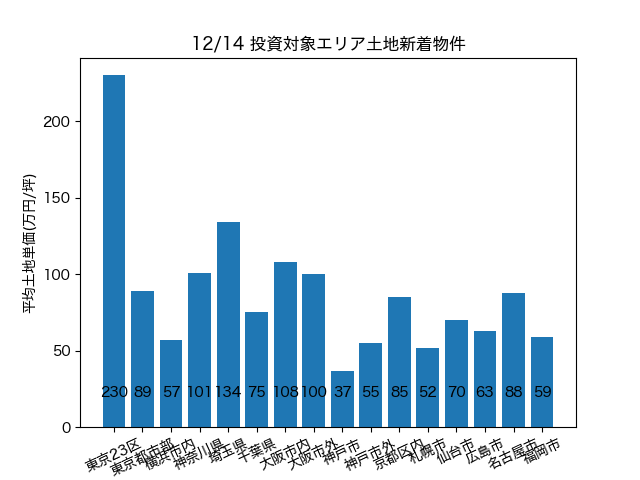 12/14 投資対象エリア土地新着物件
平均土地単価(万円/坪)
200
150
100
50
0
230 89 57 101 134 75 108 100 37 55 85 52 70 63 88 59
東京23区
東京都市部
横浜市内
神奈川県
埼玉県
千葉県
大阪市内
大阪市外
神戸市
神戸市外
京都区内
札幌市
仙台市
広島市
名古屋市
福岡市